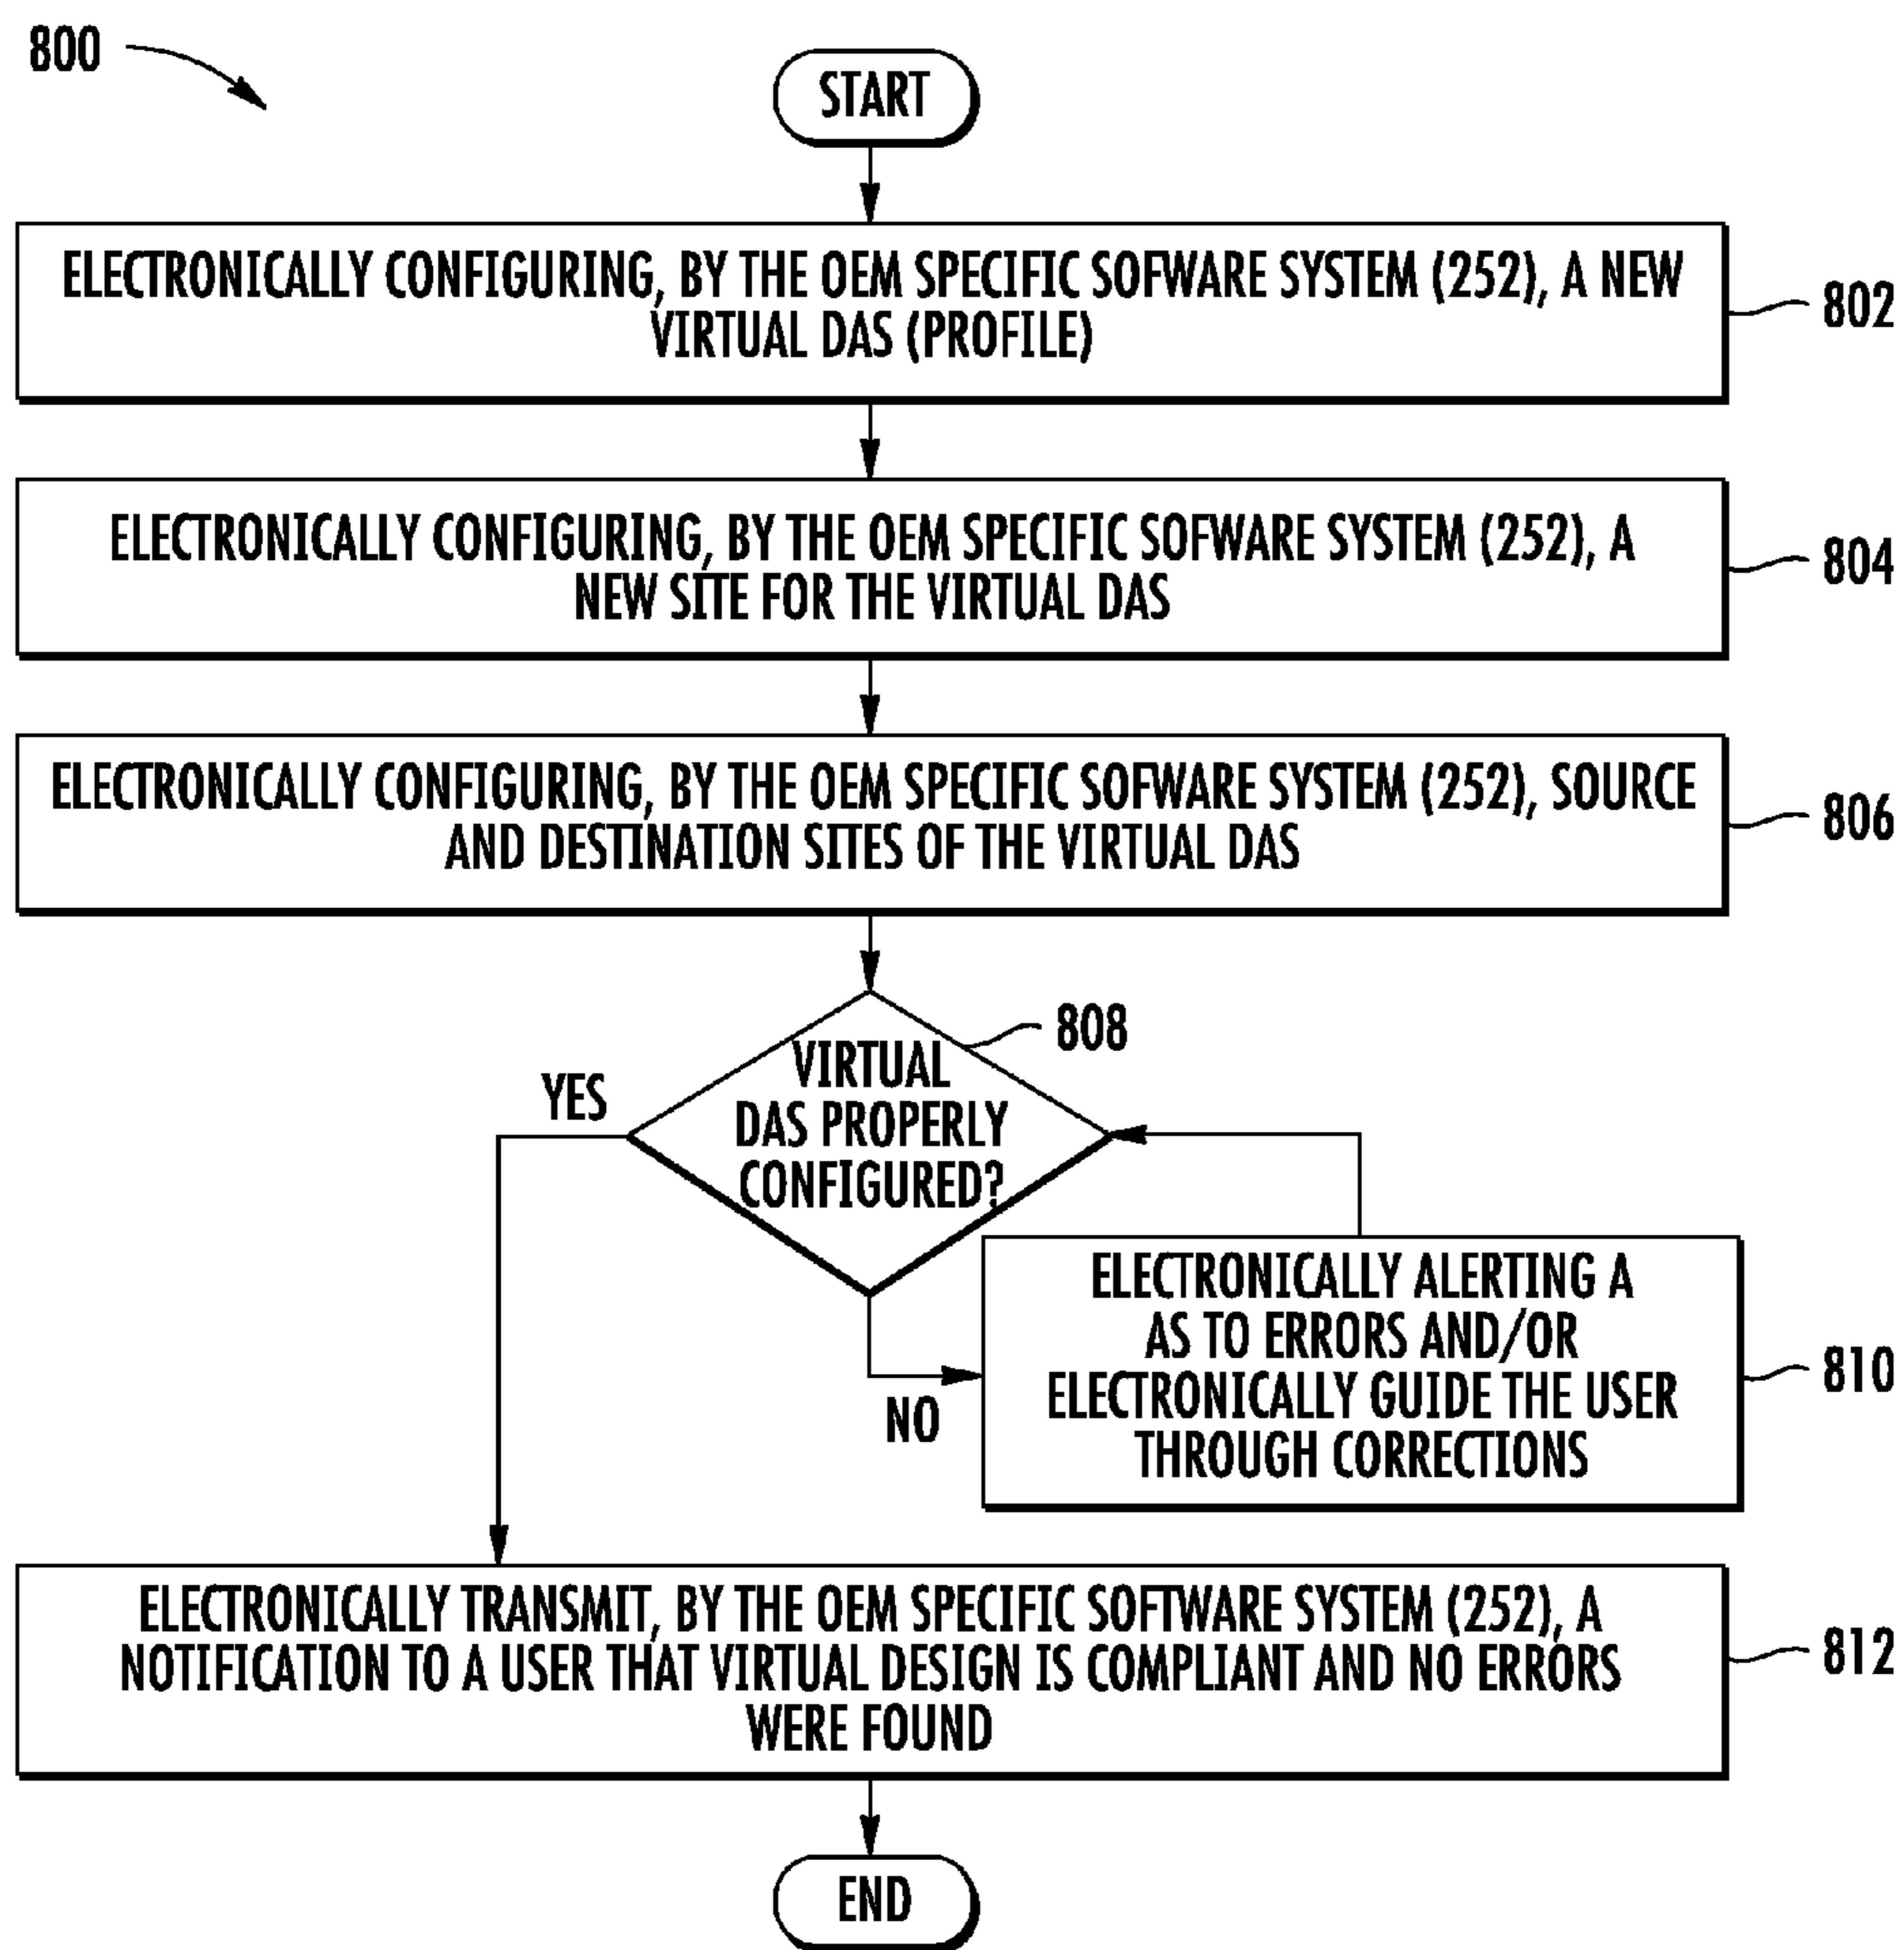 800
START
ELECTRONICALLY CONFIGURING, BY THE OEM SPECIFIC SOFWARE SYSTEM (252), A NEW
VIRTUAL DAS (PROFILE)
802
ELECTRONICALLY CONFIGURING, BY THE OEM SPECIFIC SOFWARE SYSTEM (252), A
NEW SITE FOR THE VIRTUAL DAS
804
ELECTRONICALLY CONFIGURING, BY THE OEM SPECIFIC SOFWARE SYSTEM (252), SOURCE
AND DESTINATION SITES OF THE VIRTUAL DAS
806
808
VIRTUAL
DAS PROPERLY
CONFIGURED?
YES
NO
ELECTRONICALLY ALERTING A
AS TO ERRORS AND/OR
ELECTRONICALLY GUIDE THE USER
THROUGH CORRECTIONS
810
ELECTRONICALLY TRANSMIT, BY THE OEM SPECIFIC SOFTWARE SYSTEM (252), A
NOTIFICATION TO A USER THAT VIRTUAL DESIGN IS COMPLIANT AND NO ERRORS
WERE FOUND
812
END